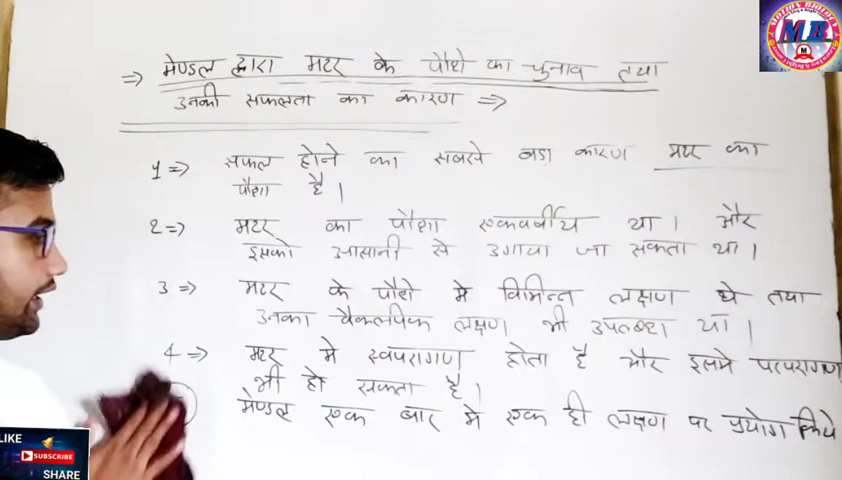 ⇒ मेण्डल द्वारा मटर के पौधे का चुनाव तथा
उनकी सफलता का कारण ⇒
1 ⇒ सफल होने का सबसे बड़ा कारण मटर का
पौधा है।
2 ⇒ मटर का पौधा एकवर्षीय था। और
इसको आसानी से उगाया जा सकता था।
3 ⇒ मटर के पौधे मे विभिन्न लक्षण थे तथा
उनका वैकल्पिक लक्षण भी उपलब्ध था।
4 ⇒ मटर मे स्वपरागण होता है और इसमे परपरागण
भी हो सकता है।
मेण्डल एक बार मे एक ही लक्षण पर प्रयोग किये
MB
LIKE
SUBSCRIBE
SHARE